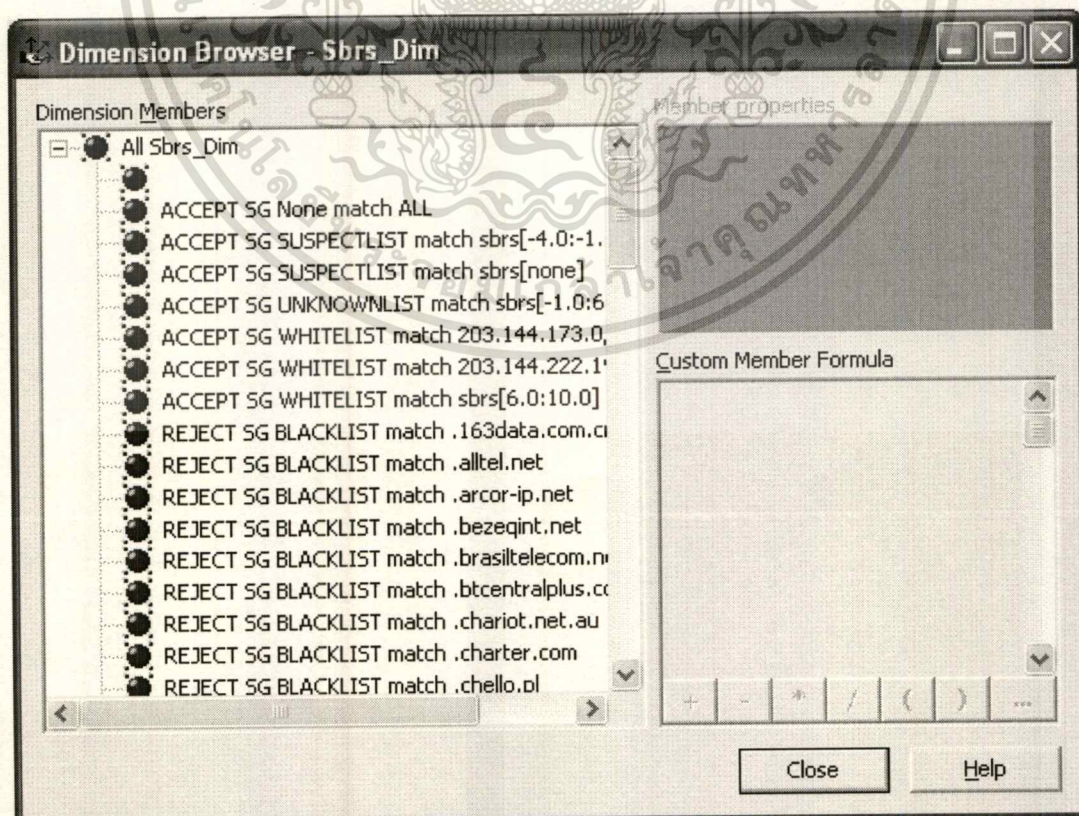 Dimension Browser - Sbrs_Dim
Dimension Members
All Sbrs_Dim
ACCEPT SG None match ALL
ACCEPT SG SUSPECTLIST match sbrs[-4.0:-1.
ACCEPT SG SUSPECTLIST match sbrs[none]
ACCEPT SG UNKNOWNLIST match sbrs[-1.0:6
ACCEPT SG WHITELIST match 203.144.173.0,
ACCEPT SG WHITELIST match 203.144.222.1
ACCEPT SG WHITELIST match sbrs[6.0:10.0]
REJECT SG BLACKLIST match .163data.com.c
REJECT SG BLACKLIST match .alltel.net
REJECT SG BLACKLIST match .arcor-ip.net
REJECT SG BLACKLIST match .bezeqint.net
REJECT SG BLACKLIST match .brasiltelecom.n
REJECT SG BLACKLIST match .btcentralplus.c
REJECT SG BLACKLIST match .chariot.net.au
REJECT SG BLACKLIST match .charter.com
REJECT SG BLACKLIST match .chello.pl
Member properties
Custom Member Formula
+ - * / ( ) ...
Close Help